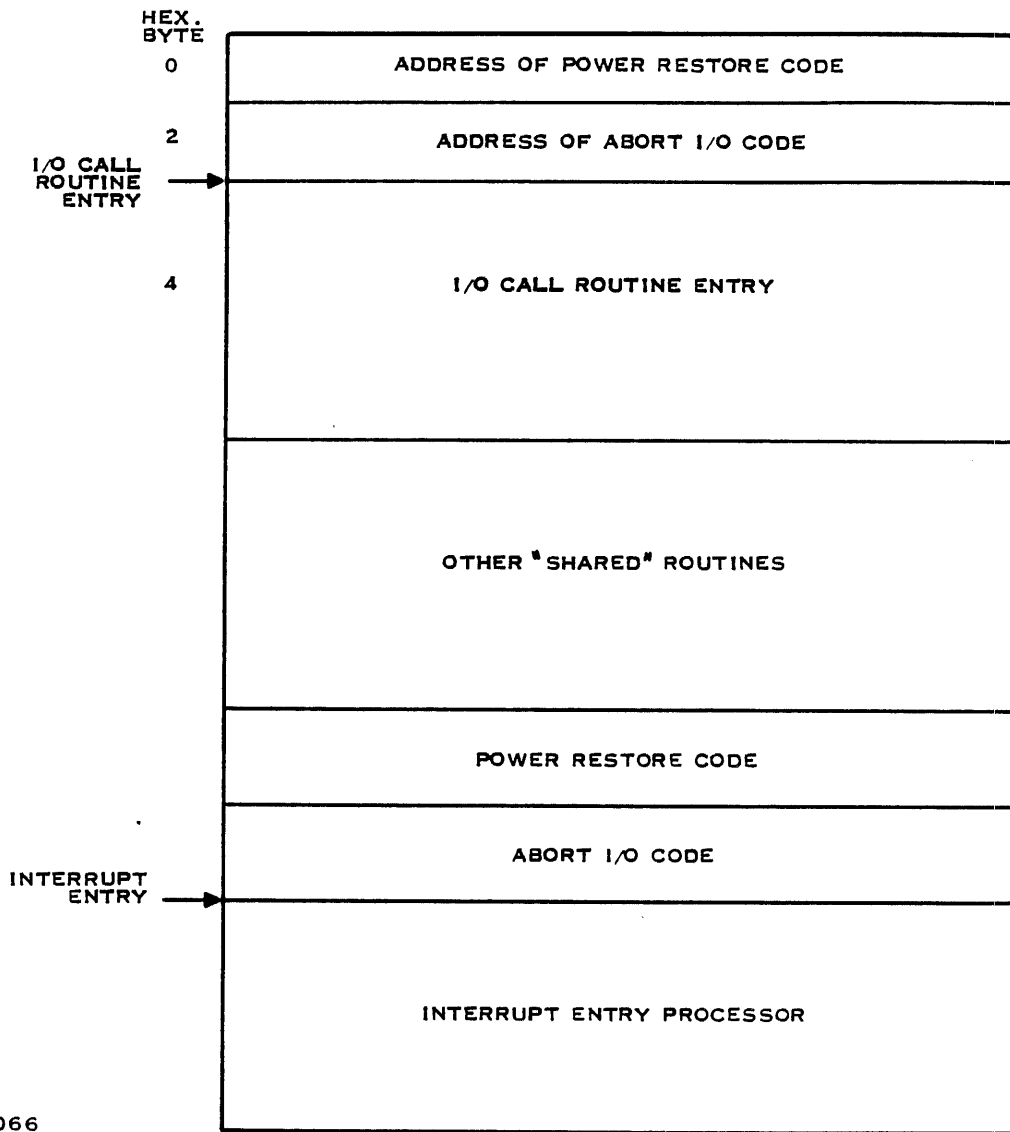 HEX.
BYTE
0 ADDRESS OF POWER RESTORE CODE
2 ADDRESS OF ABORT I/O CODE
I/O CALL
ROUTINE
ENTRY
4 I/O CALL ROUTINE ENTRY
OTHER "SHARED" ROUTINES
POWER RESTORE CODE
ABORT I/O CODE
INTERRUPT
ENTRY
INTERRUPT ENTRY PROCESSOR
066